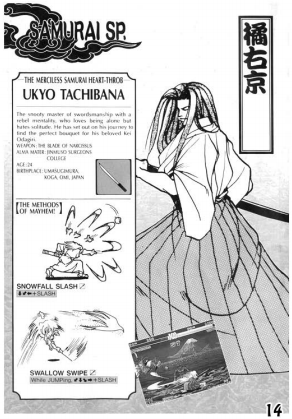 SAMURAI SP.
橘右京
THE MERCILESS SAMURAI HEART-THROB
UKYO TACHIBANA
The snooty master of swordsmanship with a
rebel mentality, who loves being alone but
hates solitude. He has set out on his journey to
find the perfect bouquet for his beloved Kei
Odagiri.
WEAPON: THE BLADE OF NARCISSUS
ALMA MATER: JINMUSO SURGEONS
COLLEGE
AGE: 24
BIRTHPLACE: UMASUGIMURA,
KOGA, OMI, JAPAN
THE METHODS
OF MAYHEM!
SNOWFALL SLASH
+SLASH
SWALLOW SWIPE
While JUMPing, +SLASH
14